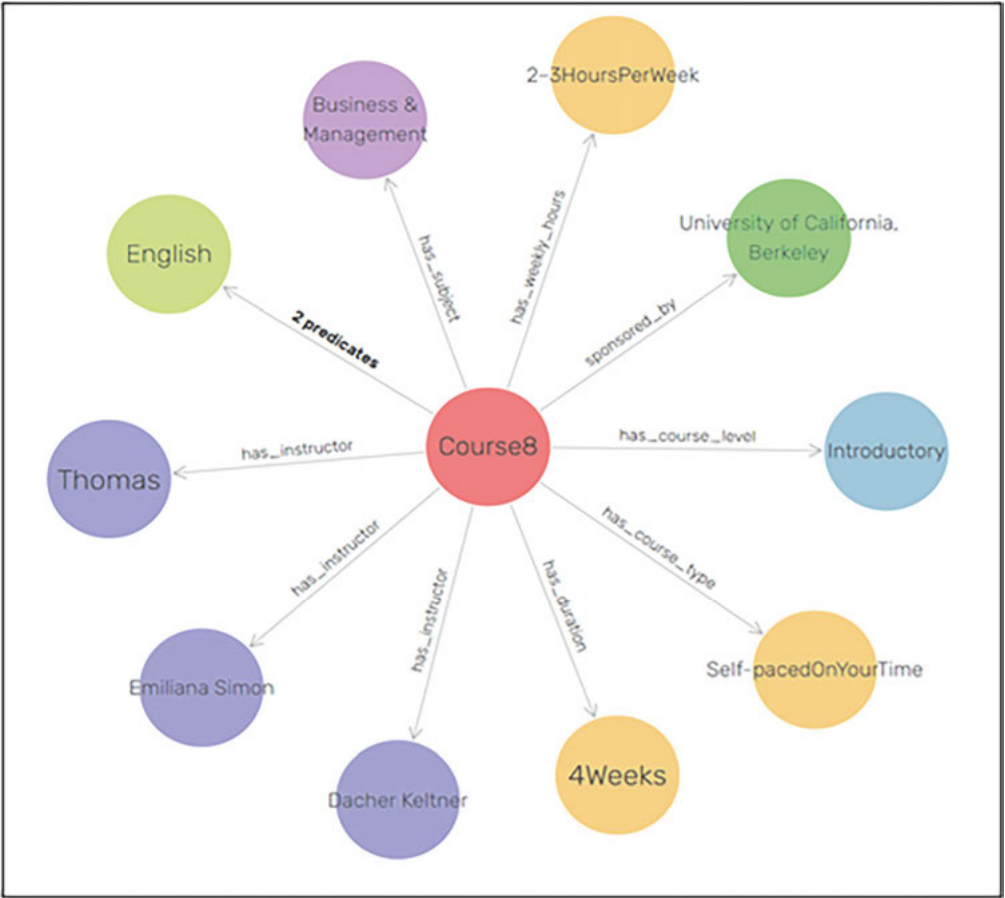 2-3HoursPerWeek
Business &
Management
University of California,
Berkeley
English
has_subject
has_weekly_hours
sponsored_by
2 predicates
Course8
has_course_level
Introductory
has_instructor
Thomas
has_instructor
has_instructor
has_duration
has_course_type
Emiliana Simon
Self-pacedOnYourTime
Dacher Keltner
4Weeks